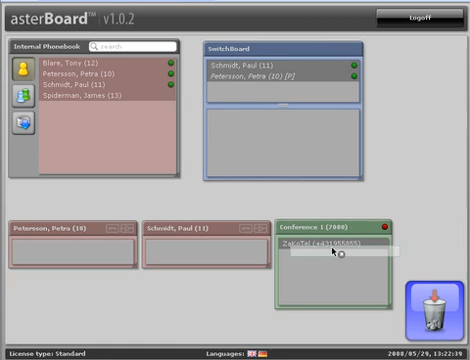 asterBoard™ | v1.0.2
Logoff
Internal Phonebook
search
Blare, Tony (12)
Petersson, Petra (10)
Schmidt, Paul (11)
Spiderman, James (13)
SwitchBoard
Schmidt, Paul (11)
Petersson, Petra (10) [P]
Petersson, Petra (10)
Schmidt, Paul (11)
Conference 1 (7000)
ZaKoTel (+431955055)
License type: Standard
Languages:
2008/05/29, 13:22:39